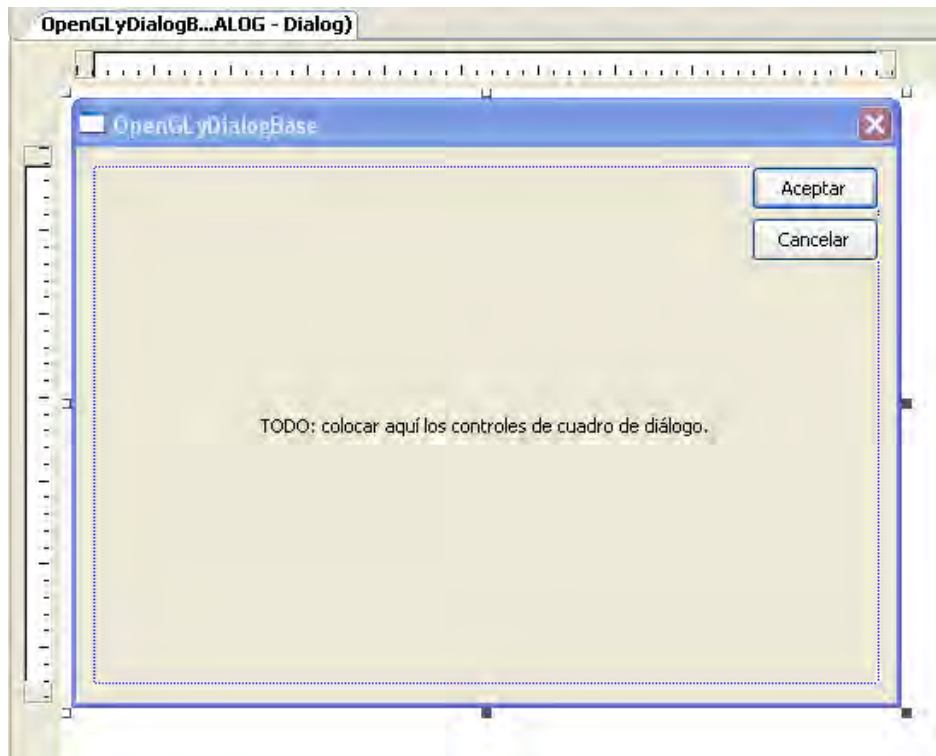 OpenGLyDialogB...ALOG - Dialog)
OpenGLyDialogBase
Aceptar
Cancelar
TODO: colocar aquí los controles de cuadro de diálogo.